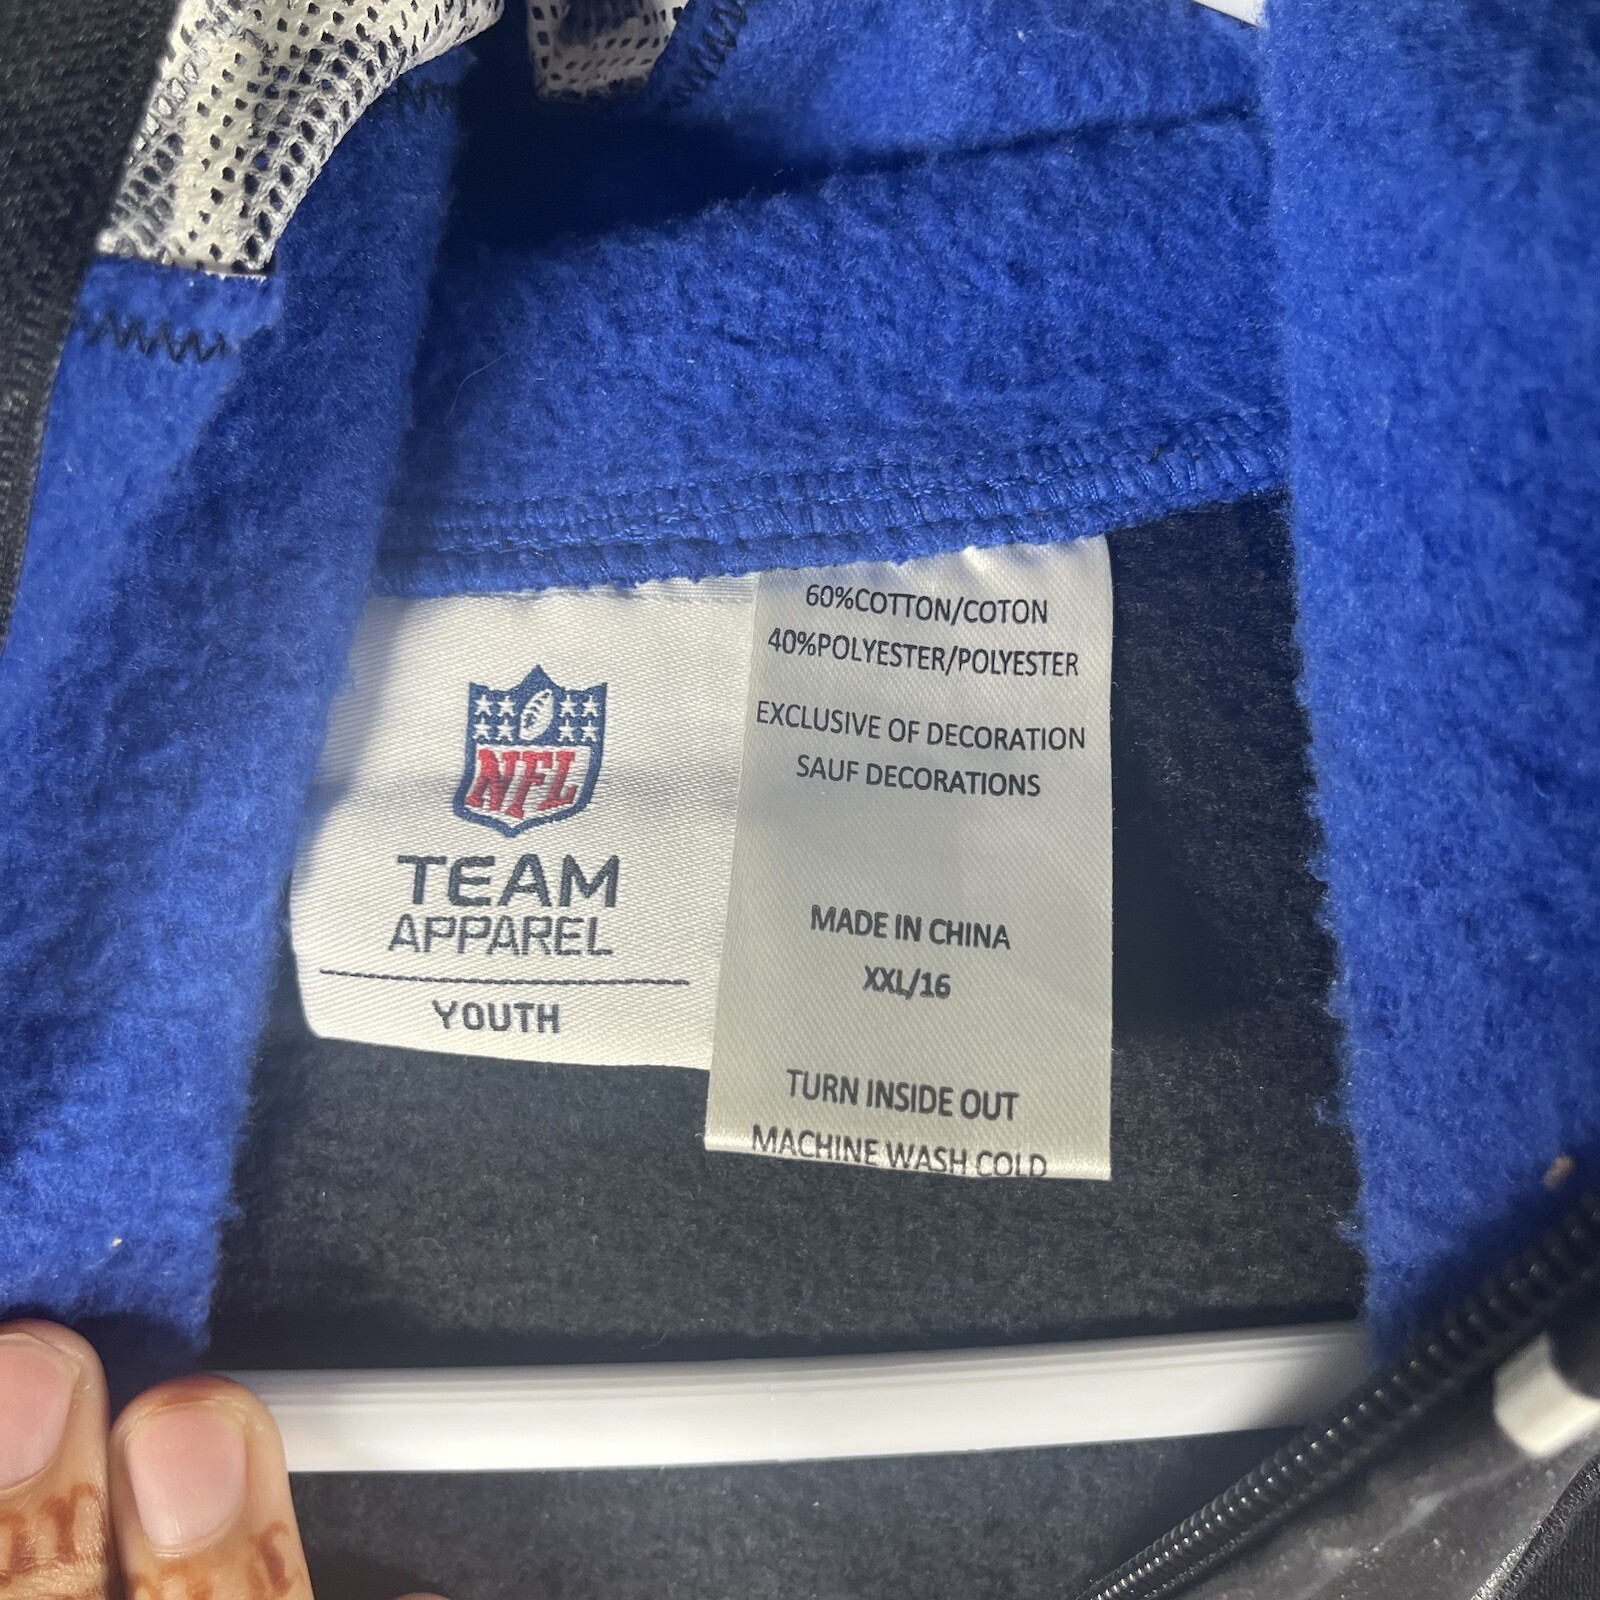 NFL
TEAM
APPAREL
YOUTH
60%COTTON/COTON
40%POLYESTER/POLYESTER
EXCLUSIVE OF DECORATION
SAUF DECORATIONS
MADE IN CHINA
XXL/16
TURN INSIDE OUT
MACHINE WASH COLD